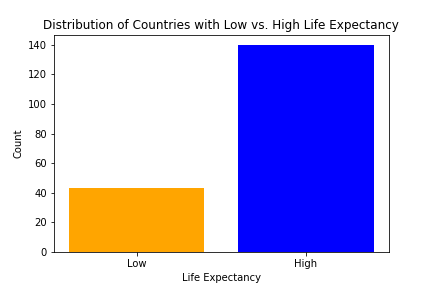 Distribution of Countries with Low vs. High Life Expectancy
140
120
100
80
60
40
20
0
Count
Low High
Life Expectancy